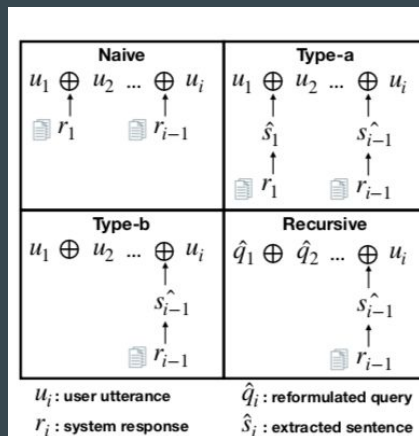 Naive
u₁ ⊕ u₂ ... ⊕ uᵢ
r₁ rᵢ₋₁
Type-a
u₁ ⊕ u₂ ... ⊕ uᵢ
ŝ₁ ŝᵢ₋₁
r₁ rᵢ₋₁
Type-b
u₁ ⊕ u₂ ... ⊕ uᵢ
ŝᵢ₋₁
rᵢ₋₁
Recursive
q̂₁ ⊕ q̂₂ ... ⊕ uᵢ
ŝᵢ₋₁
rᵢ₋₁
uᵢ : user utterance q̂ᵢ : reformulated query
rᵢ : system response ŝᵢ : extracted sentence